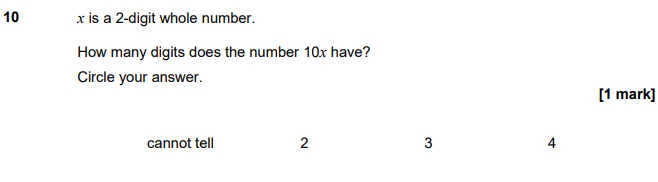 10 x is a 2-digit whole number.
How many digits does the number 10x have?
Circle your answer.
[1 mark]
cannot tell 2 3 4